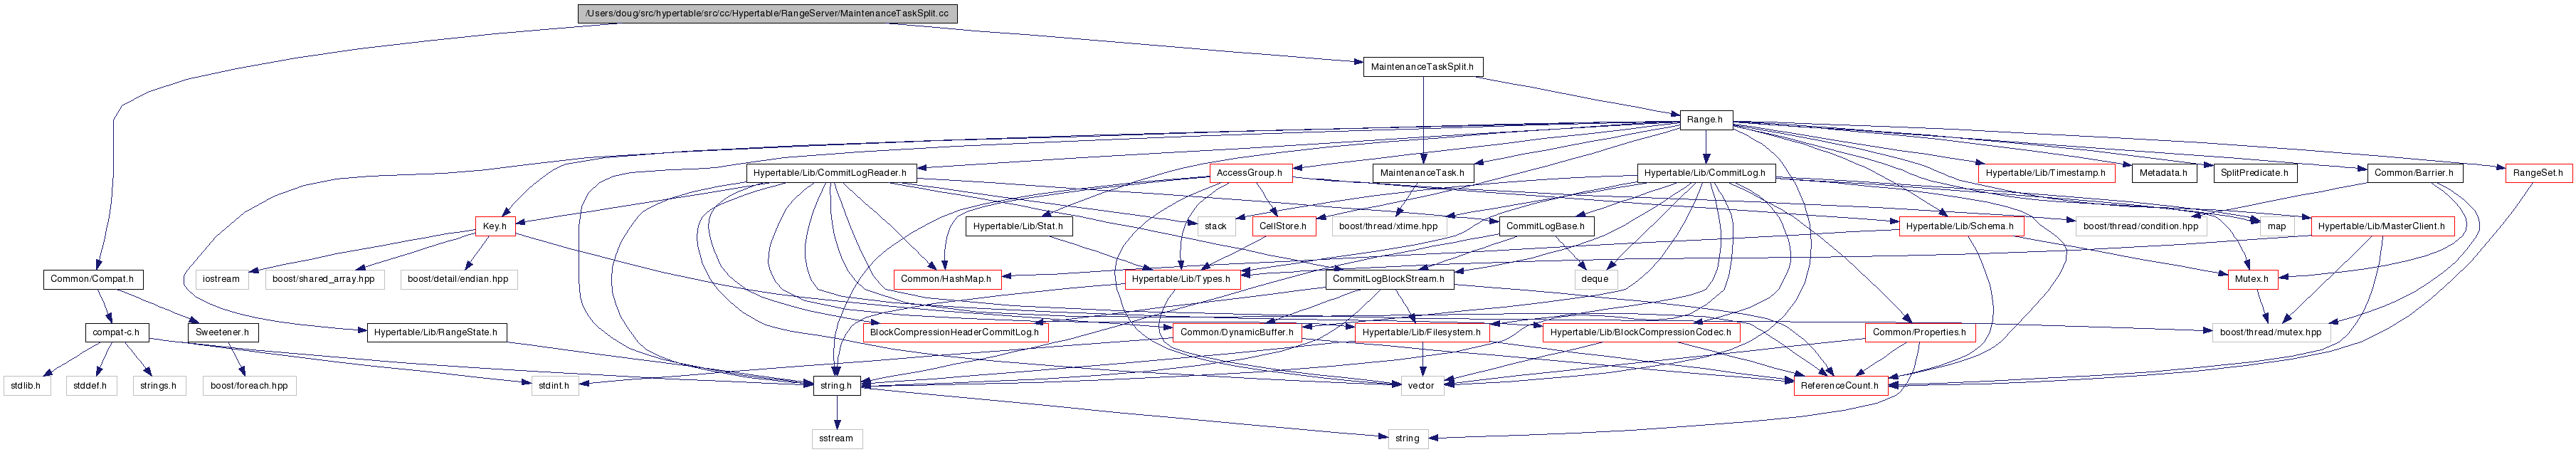 /Users/doug/src/hypertable/src/cc/Hypertable/RangeServer/MaintenanceTaskSplit.cc
MaintenanceTaskSplit.h
Range.h
Hypertable/Lib/CommitLogReader.h
AccessGroup.h
MaintenanceTask.h
Hypertable/Lib/CommitLog.h
Hypertable/Lib/Timestamp.h
Metadata.h
SplitPredicate.h
Common/Barrier.h
RangeSet.h
Key.h
stack
Hypertable/Lib/Stat.h
CellStore.h
boost/thread/xtime.hpp
CommitLogBase.h
Hypertable/Lib/Schema.h
boost/thread/condition.hpp
map
Hypertable/Lib/MasterClient.h
Common/Compat.h
iostream
boost/shared_array.hpp
boost/detail/endian.hpp
Common/HashMap.h
Hypertable/Lib/Types.h
CommitLogBlockStream.h
deque
Mutex.h
compat-c.h
Sweetener.h
Hypertable/Lib/RangeState.h
BlockCompressionHeaderCommitLog.h
Common/DynamicBuffer.h
Hypertable/Lib/Filesystem.h
Hypertable/Lib/BlockCompressionCodec.h
Common/Properties.h
boost/thread/mutex.hpp
stdlib.h
stddef.h
strings.h
boost/foreach.hpp
stdint.h
string.h
vector
ReferenceCount.h
sstream
string